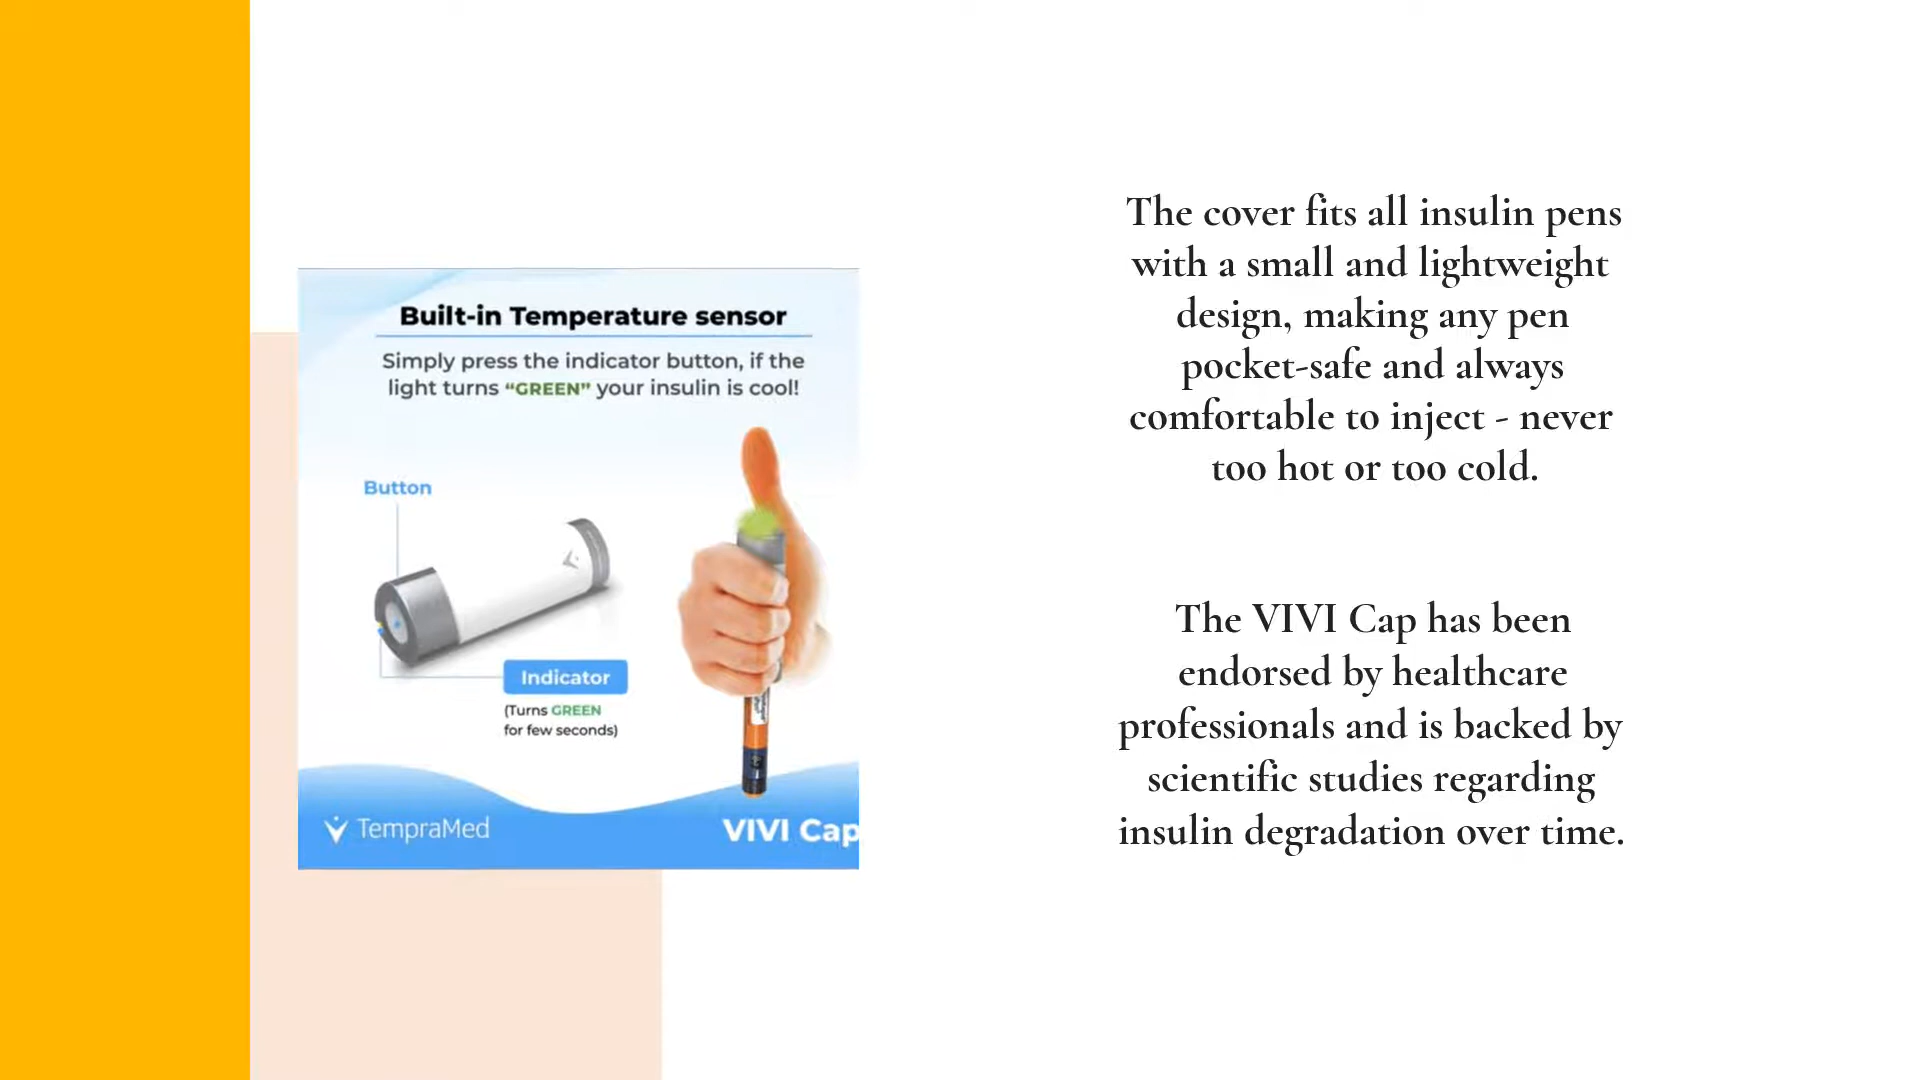 Built-in Temperature sensor
Simply press the indicator button, if the
light turns “GREEN” your insulin is cool!
Button
Indicator
(Turns GREEN
for few seconds)
TempraMed
VIVI Cap
The cover fits all insulin pens
with a small and lightweight
design, making any pen
pocket-safe and always
comfortable to inject - never
too hot or too cold.
The VIVI Cap has been
endorsed by healthcare
professionals and is backed by
scientific studies regarding
insulin degradation over time.